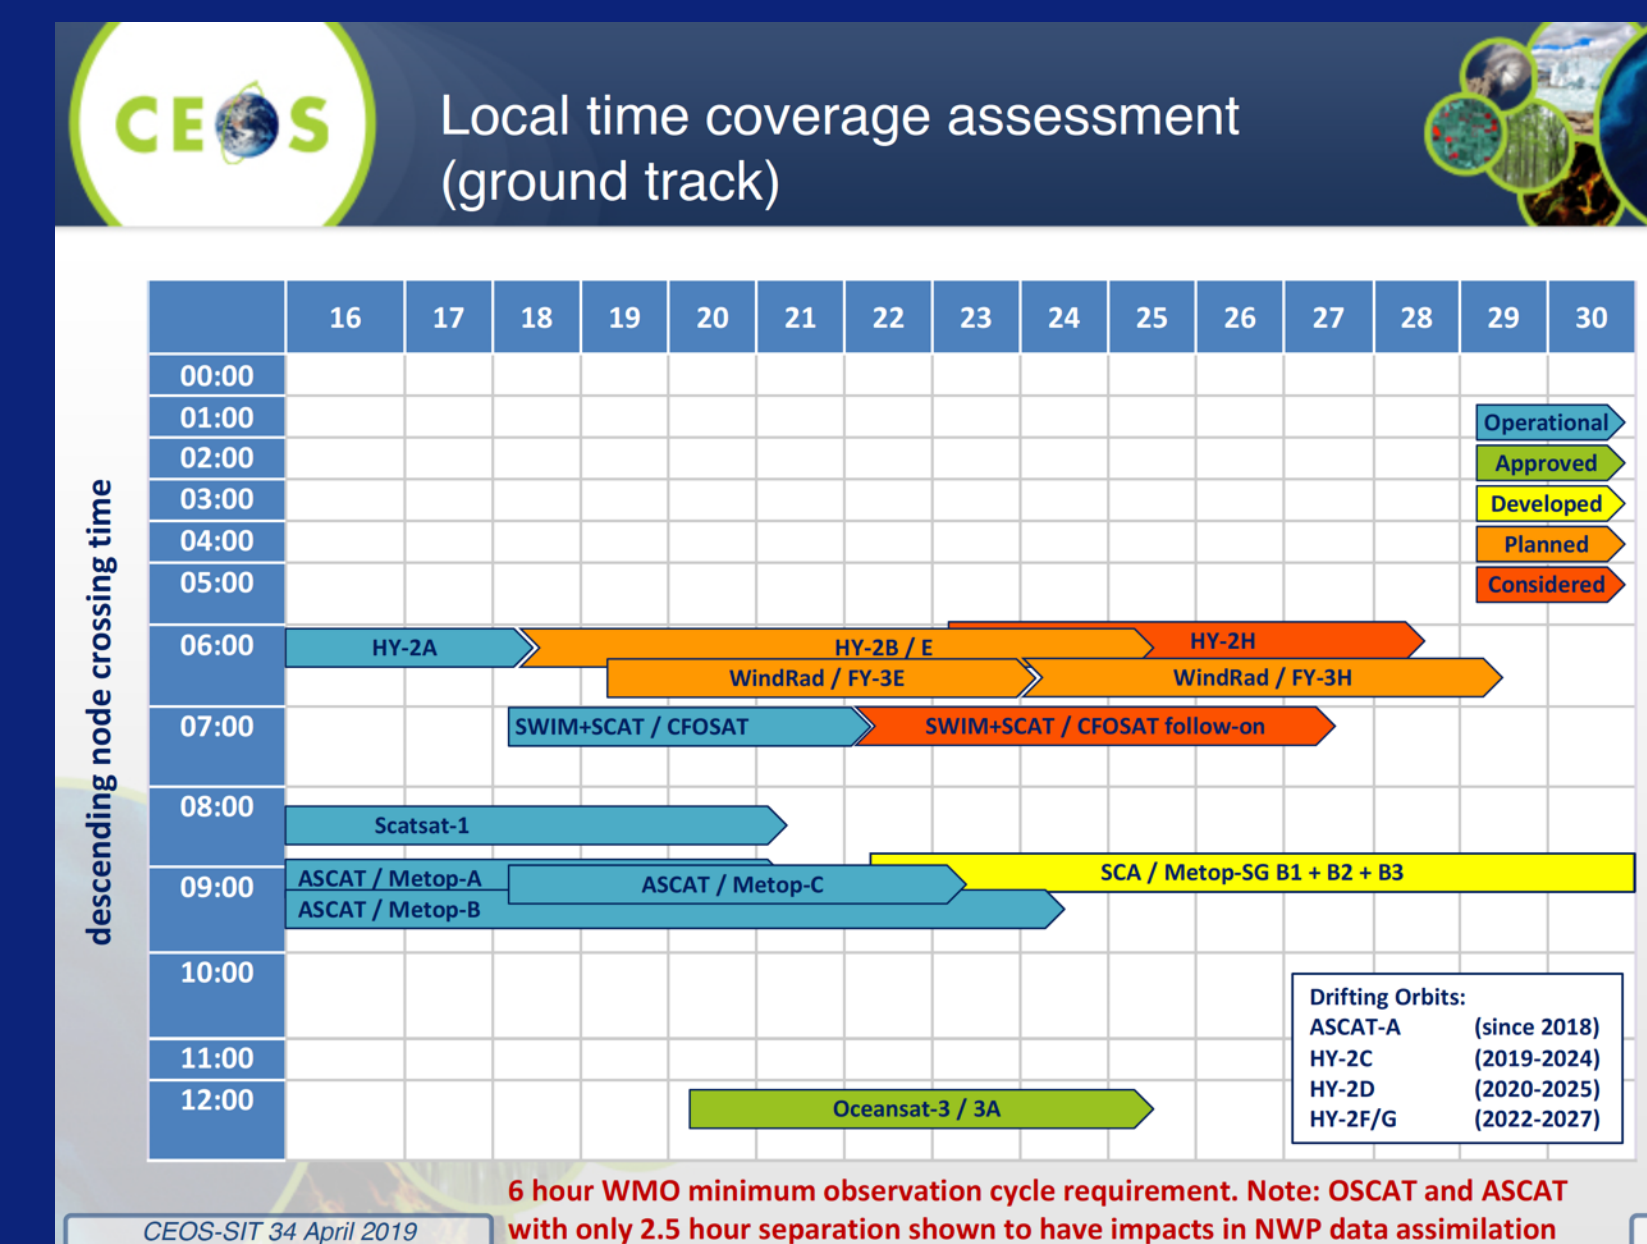 CEOS
Local time coverage assessment
(ground track)
16 17 18 19 20 21 22 23 24 25 26 27 28 29 30
descending node crossing time
00:00
01:00
Operational
02:00
Approved
03:00
Developed
04:00
Planned
05:00
Considered
06:00
HY-2A
HY-2B / E
HY-2H
WindRad / FY-3E
WindRad / FY-3H
07:00
SWIM+SCAT / CFOSAT
SWIM+SCAT / CFOSAT follow-on
08:00
Scatsat-1
09:00
ASCAT / Metop-A
ASCAT / Metop-C
SCA / Metop-SG B1 + B2 + B3
ASCAT / Metop-B
10:00
11:00
12:00
Oceansat-3 / 3A
Drifting Orbits:
ASCAT-A (since 2018)
HY-2C (2019-2024)
HY-2D (2020-2025)
HY-2F/G (2022-2027)
6 hour WMO minimum observation cycle requirement. Note: OSCAT and ASCAT
with only 2.5 hour separation shown to have impacts in NWP data assimilation
CEOS-SIT 34 April 2019